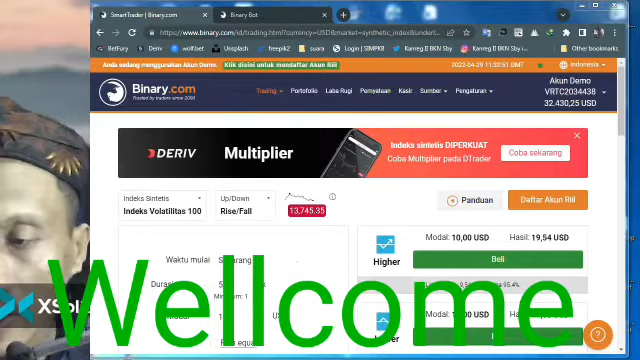 SmartTrader | Binary.com
Binary Bot
https://www.binary.com/id/trading.html?currency=USD&market=synthetic_index&underl...
BetFury
Deriv
wolf.bet
Unsplash
freepik2
suara
Login | SIMPKB
Kanreg II BKN Sby
Kanreg II BKN Sby
Other bookmarks
Anda sedang menggunakan Akun Demo. Klik disini untuk mendaftar Akun Riil
2022-04-29 11:32:51 GMT
Indonesia
Binary.com
Trusted by traders since 2000
Trading
Portofolio
Laba Rugi
Pernyataan
Kasir
Sumber
Pengaturan
Akun Demo
VRTC2034438
32.430,25 USD
DERIV
Multiplier
Indeks sintetis DIPERKUAT
Coba Multiplier pada DTrader
Coba sekarang
Indeks Sintetis
Indeks Volatilitas 100
Up/Down
Rise/Fall
13,745.35
Panduan
Daftar Akun Riil
Waktu mulai
Modal: 10,00 USD
Hasil: 19,54 USD
Higher
Beli
95.4%
Minimum: 1
Wellcome
?